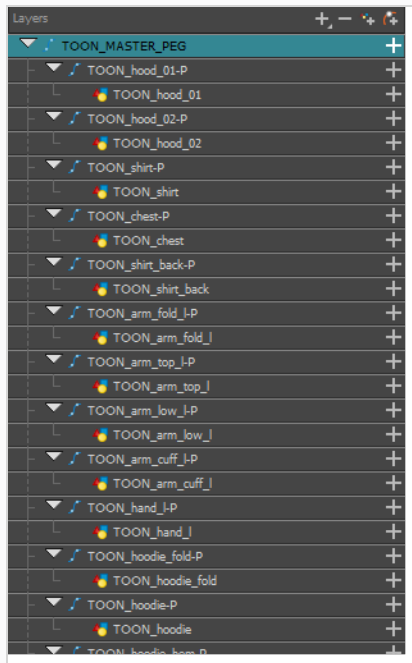 Layers
TOON_MASTER_PEG
TOON_hood_01-P
TOON_hood_01
TOON_hood_02-P
TOON_hood_02
TOON_shirt-P
TOON_shirt
TOON_chest-P
TOON_chest
TOON_shirt_back-P
TOON_shirt_back
TOON_arm_fold_l-P
TOON_arm_fold_l
TOON_arm_top_l-P
TOON_arm_top_l
TOON_arm_low_l-P
TOON_arm_low_l
TOON_arm_cuff_l-P
TOON_arm_cuff_l
TOON_hand_l-P
TOON_hand_l
TOON_hoodie_fold-P
TOON_hoodie_fold
TOON_hoodie-P
TOON_hoodie
TOON_hoodie_hem-P